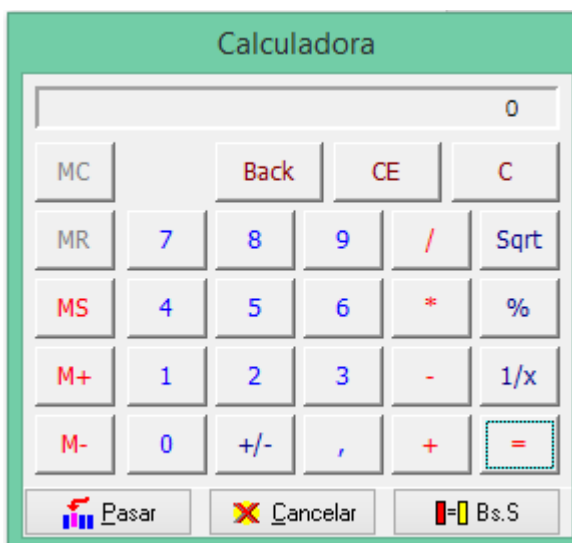 Calculadora
0
MC Back CE C
MR 7 8 9 / Sqrt
MS 4 5 6 * %
M+ 1 2 3 - 1/x
M- 0 +/- , + =
Pasar Cancelar = Bs.S